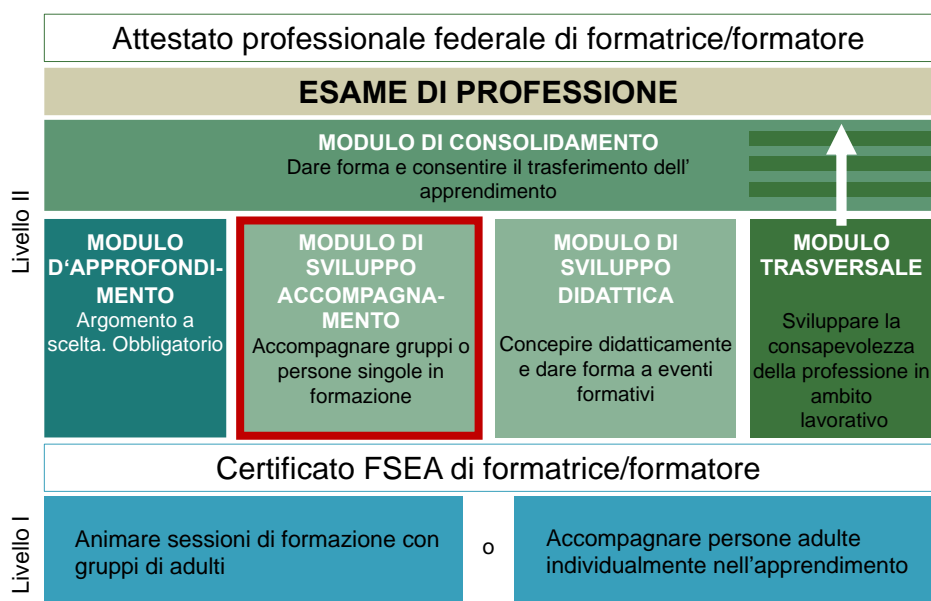 Attestato professionale federale di formatrice/formatore
ESAME DI PROFESSIONE
MODULO DI CONSOLIDAMENTO
Dare forma e consentire il trasferimento dell’
apprendimento
Livello II
MODULO
D‘APPROFONDI-
MENTO
Argomento a
scelta. Obbligatorio
MODULO DI
SVILUPPO
ACCOMPAGNA-
MENTO
Accompagnare gruppi o
persone singole in
formazione
MODULO DI
SVILUPPO
DIDATTICA
Concepire didatticamente
e dare forma a eventi
formativi
MODULO
TRASVERSALE
Sviluppare la
consapevolezza
della professione in
ambito
lavorativo
Certificato FSEA di formatrice/formatore
Livello I
Animare sessioni di formazione con
gruppi di adulti
o
Accompagnare persone adulte
individualmente nell’apprendimento